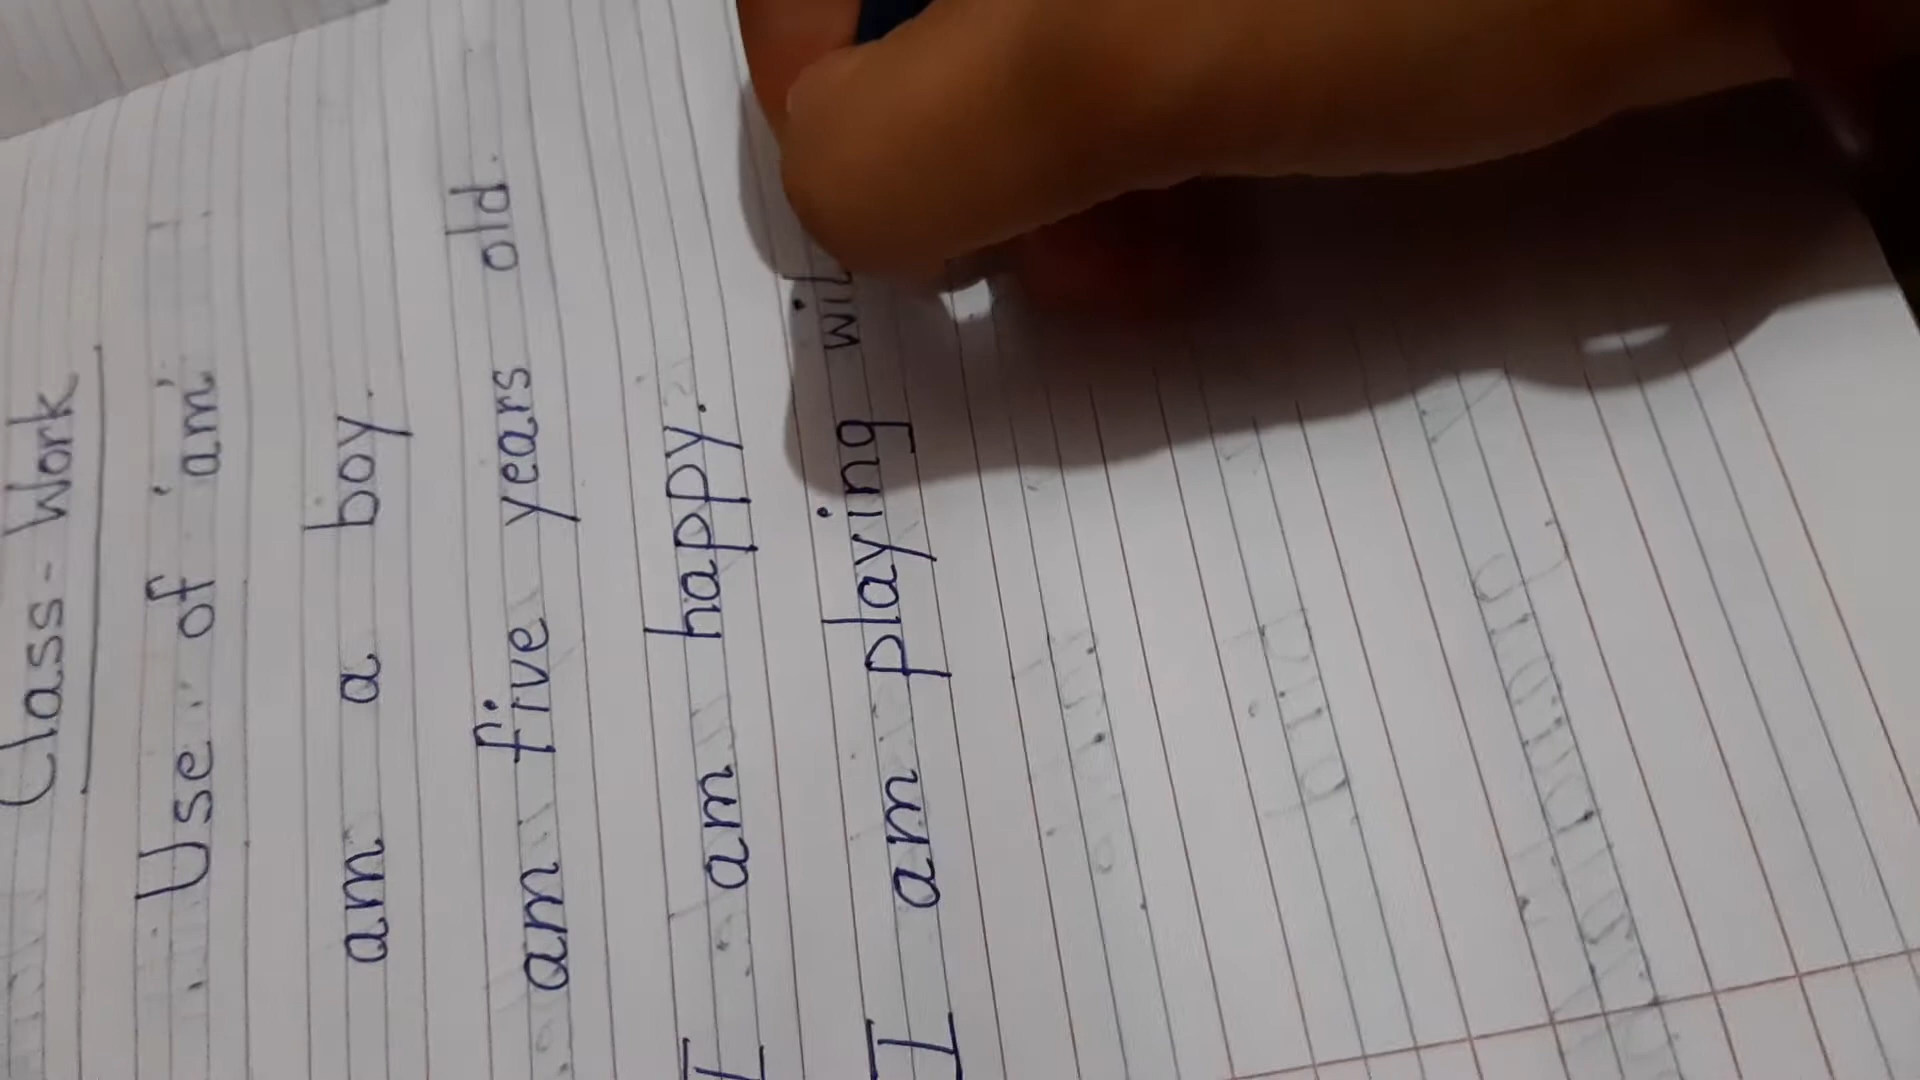 Class-Work
Use of 'am'
am a boy.
am five years old.
I am happy.
I am playing